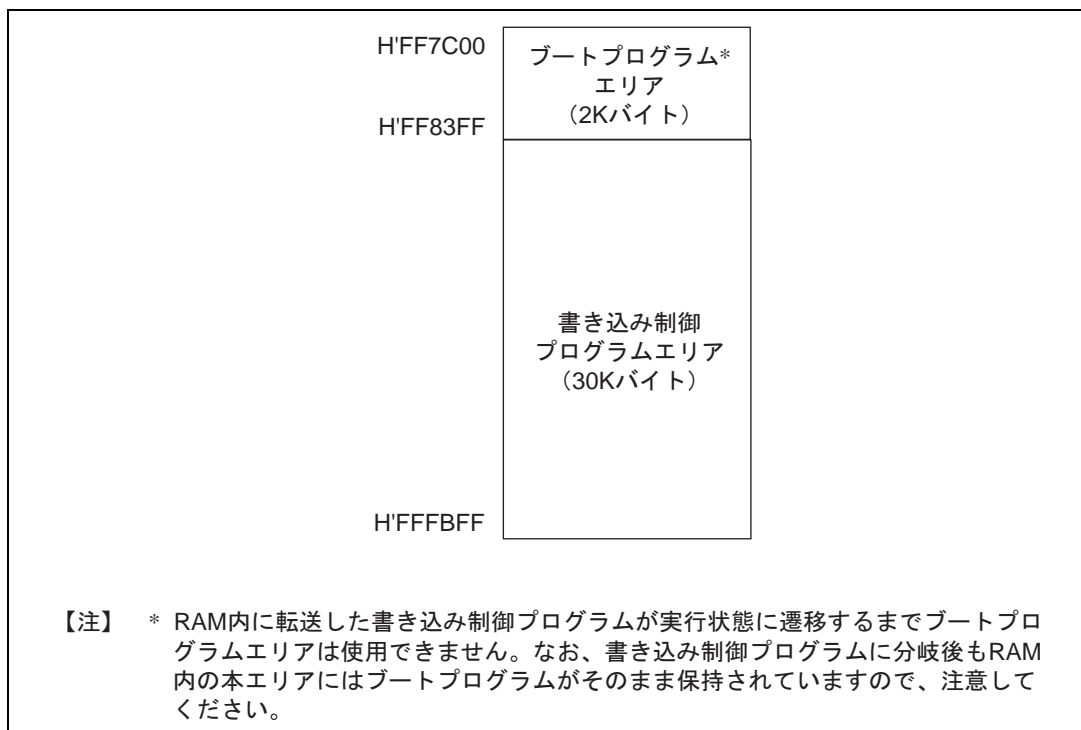 H'FF7C00
ブートプログラム*
エリア
（2Kバイト）
H'FF83FF
書き込み制御
プログラムエリア
（30Kバイト）
H'FFFBFF
【注】 * RAM内に転送した書き込み制御プログラムが実行状態に遷移するまでブートプロ
グラムエリアは使用できません。なお、書き込み制御プログラムに分岐後もRAM
内の本エリアにはブートプログラムがそのまま保持されていますので、注意して
ください。